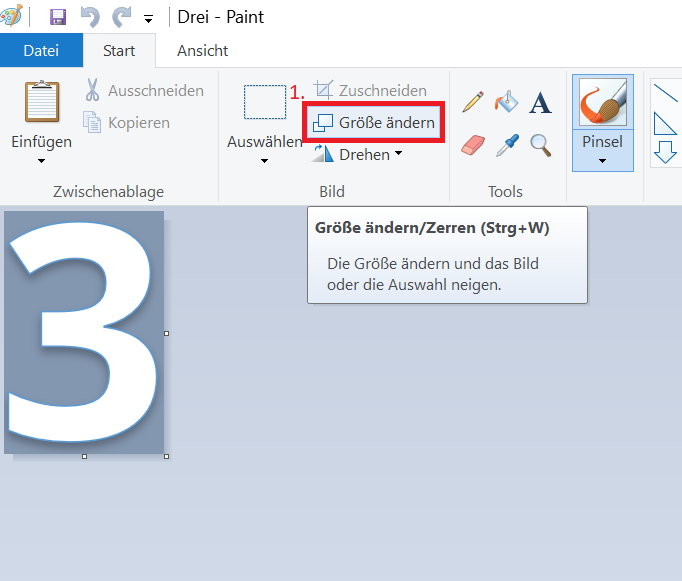 Drei - Paint
Datei Start Ansicht
Einfügen
Ausschneiden
Kopieren
Zwischenablage
Auswählen
1.
Zuschneiden
Größe ändern
Drehen
Bild
A
Tools
Pinsel
Größe ändern/Zerren (Strg+W)
Die Größe ändern und das Bild
oder die Auswahl neigen.
3